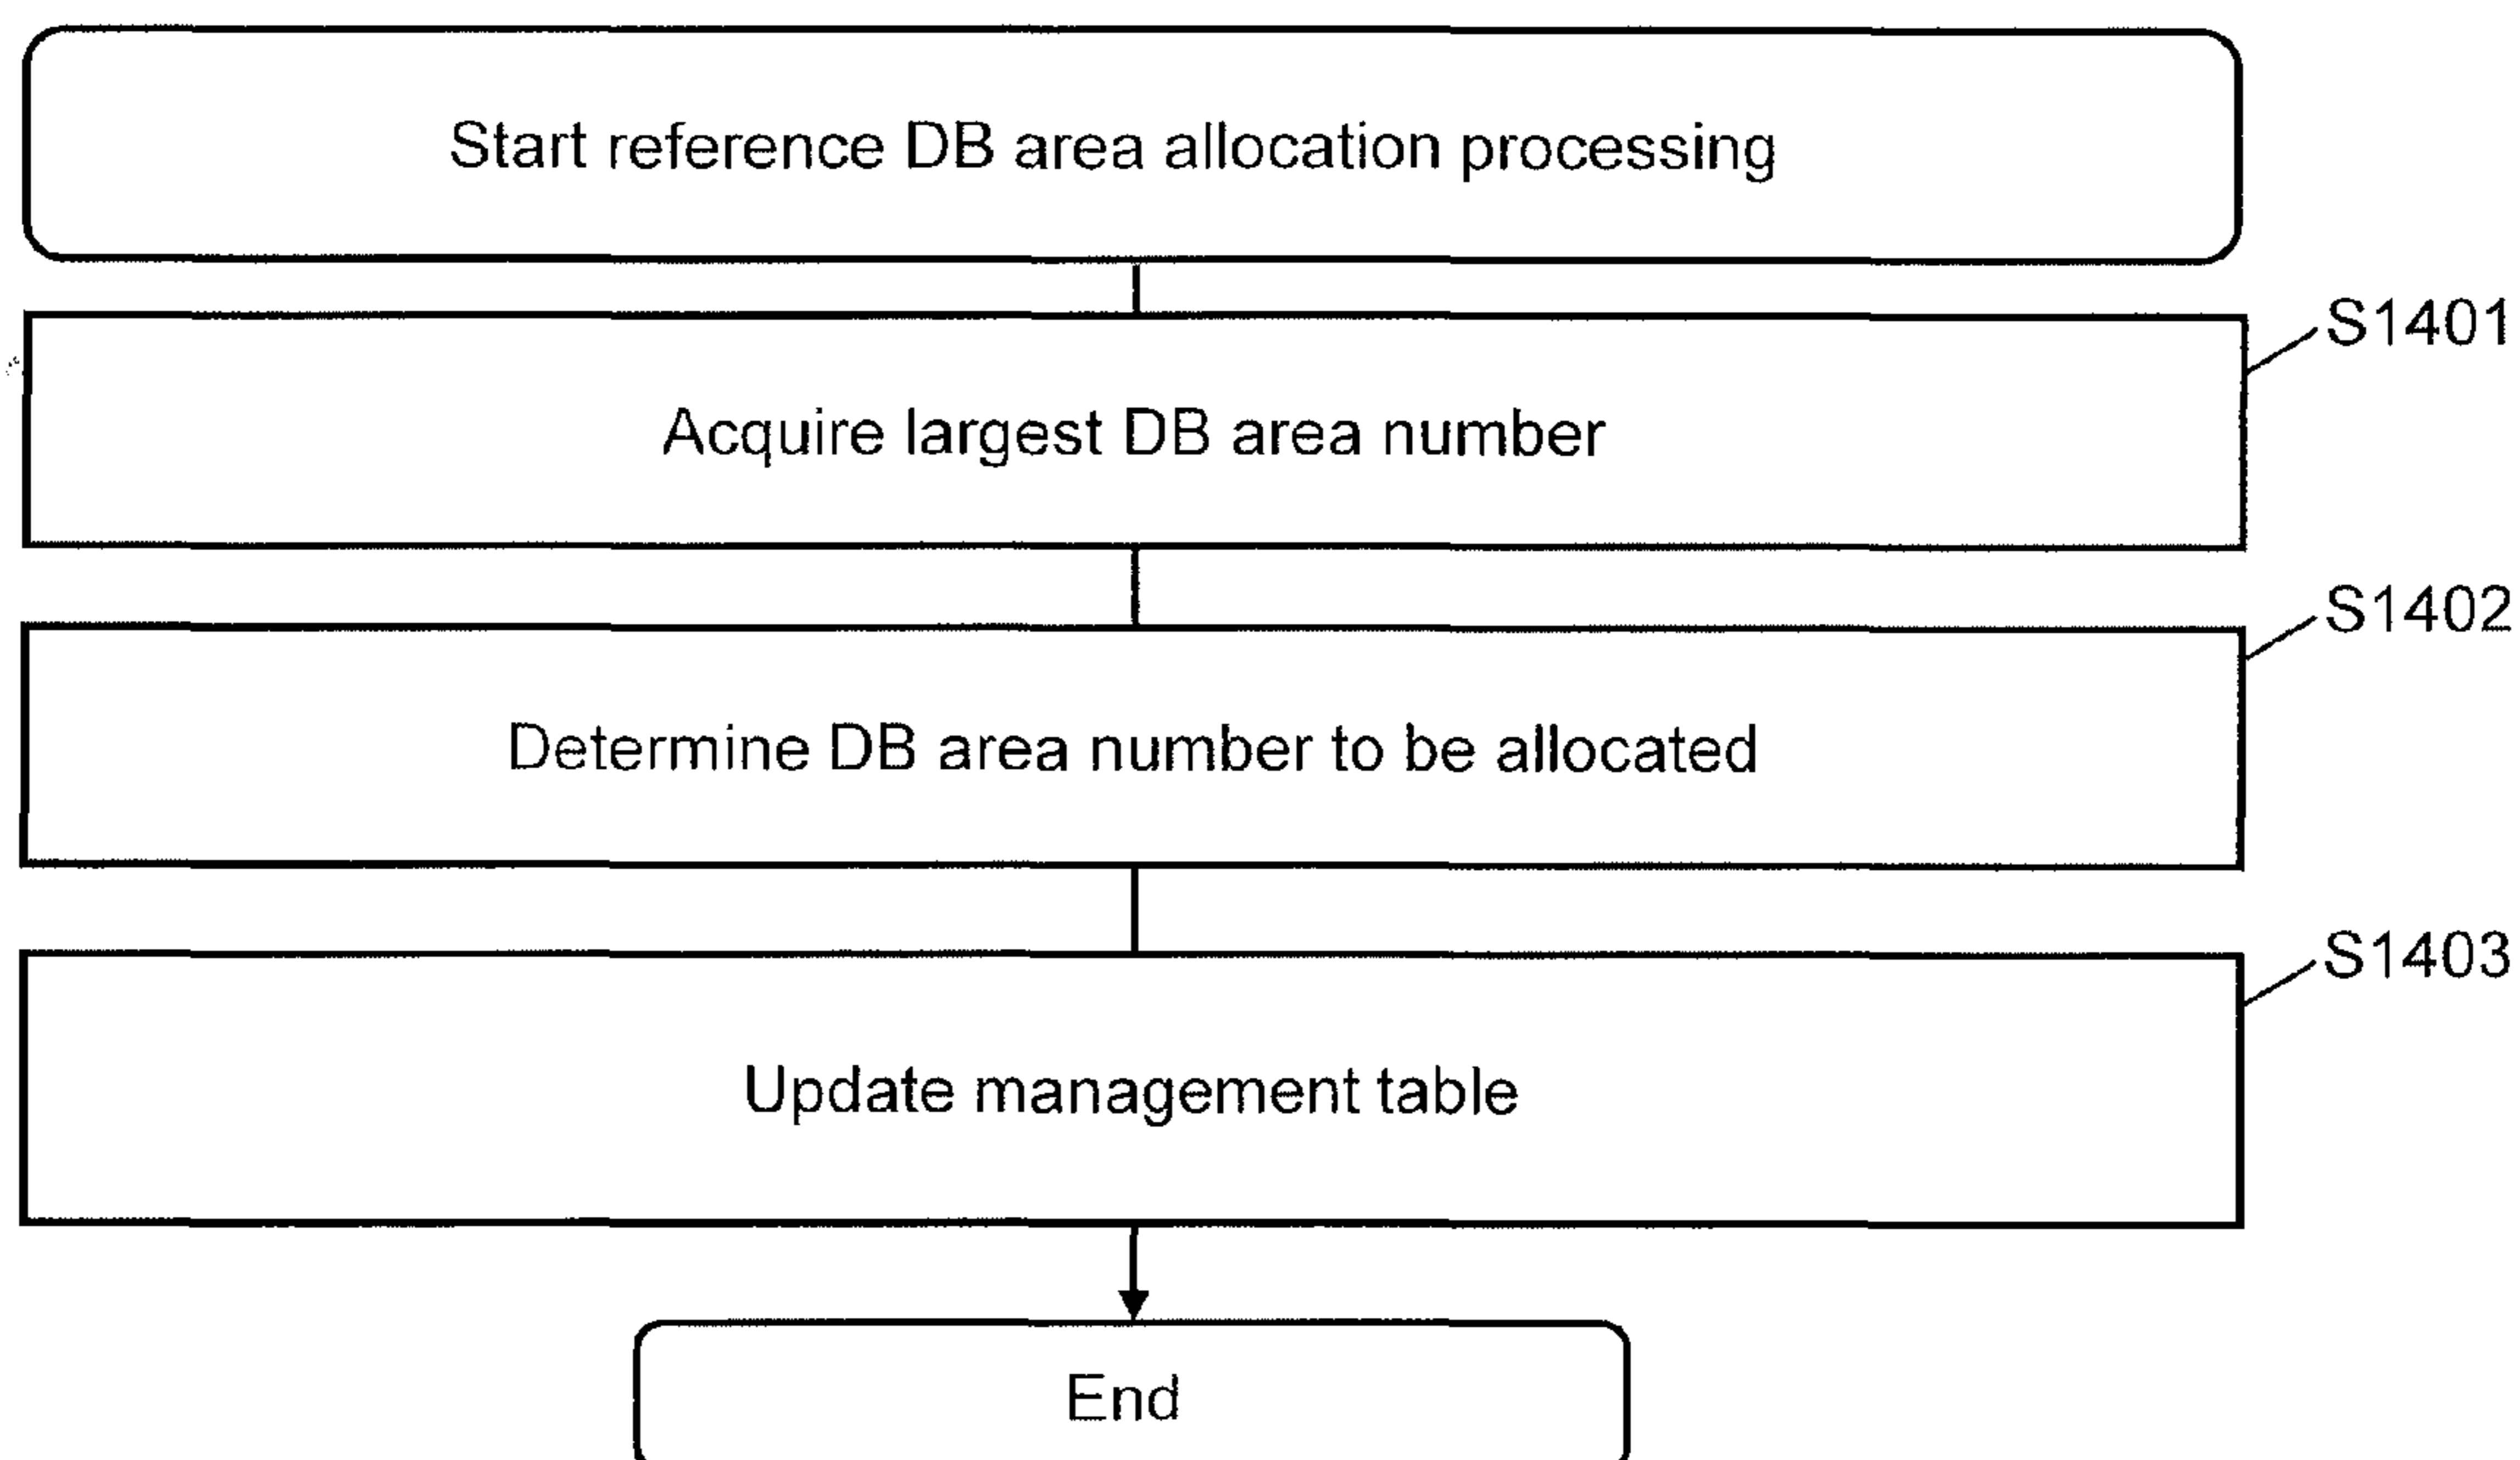 Start reference DB area allocation processing
S1401
Acquire largest DB area number
S1402
Determine DB area number to be allocated
S1403
Update management table
End